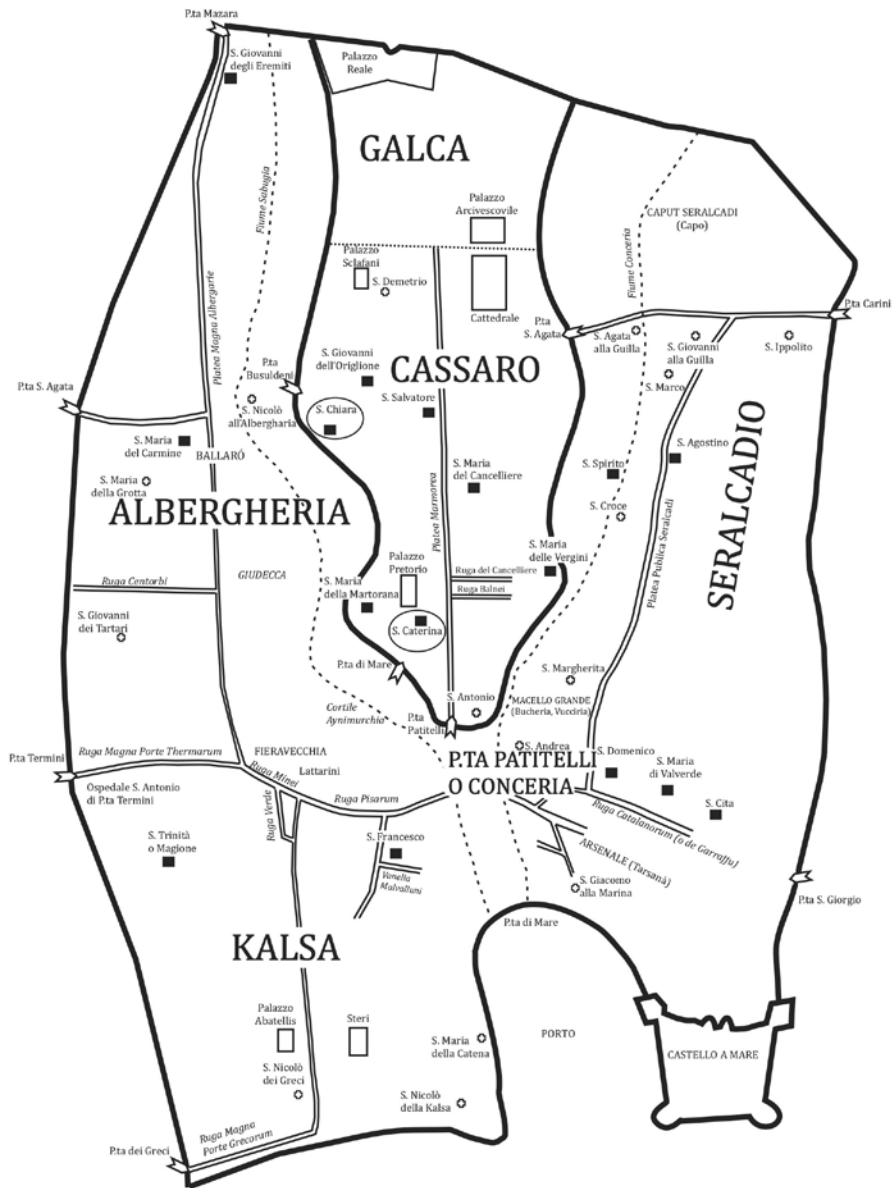 P.ta Mazara
S. Giovanni
degli Eremiti
Palazzo
Reale
GALCA
Fiume Sabugia
Platea Magna Albergarie
Palazzo
Arcivescovile
CAPUT SERALCADI
(Capo)
Fiume Conceria
Palazzo
Sclafani
S. Demetrio
Cattedrale
P.ta
S. Agata
P.ta Carini
S. Agata
alla Guilla
S. Giovanni
alla Guilla
S. Ippolito
S. Marco
P.ta
Busuldeni
S. Giovanni
dell'Origlione
CASSARO
P.ta S. Agata
S. Nicolò
all'Albergharia
S. Chiara
S. Salvatore
SERALCADIO
S. Maria
del Carmine
BALLARÓ
S. Agostino
S. Maria
della Grotta
S. Maria
del Cancelliere
S. Spirito
S. Croce
ALBERGHERIA
Platea Marmorea
Platea Publica Seralcadi
S. Maria
delle Vergini
Palazzo
Pretorio
Ruga del Cancelliere
Ruga Balnei
Ruga Centorbi
GIUDECCA
S. Maria
della Martorana
S. Giovanni
dei Tartari
S. Caterina
P.ta di Mare
S. Margherita
S. Antonio
MACELLO GRANDE
(Bucheria, Vucciria)
Cortile
Aynimurchia
P.ta
Patitelli
S. Andrea
P.TA PATITELLI
O CONCERIA
S. Domenico
S. Maria
di Valverde
S. Cita
P.ta Termini
Ruga Magna Porte Thermarum
FIERAVECCHIA
Lattarini
Ruga Minei
Ruga Pisarum
Ruga Verde
Ospedale S. Antonio
di P.ta Termini
Ruga Catalanorum (o de Garraffu)
ARSENALE (Tarsanà)
S. Trinità
o Magione
S. Francesco
Vanella
Malvalluni
S. Giacomo
alla Marina
P.ta S. Giorgio
P.ta di Mare
KALSA
Palazzo
Abatellis
Steri
S. Maria
della Catena
PORTO
CASTELLO A MARE
S. Nicolò
dei Greci
S. Nicolò
della Kalsa
Ruga Magna
Porte Grecorum
P.ta dei Greci